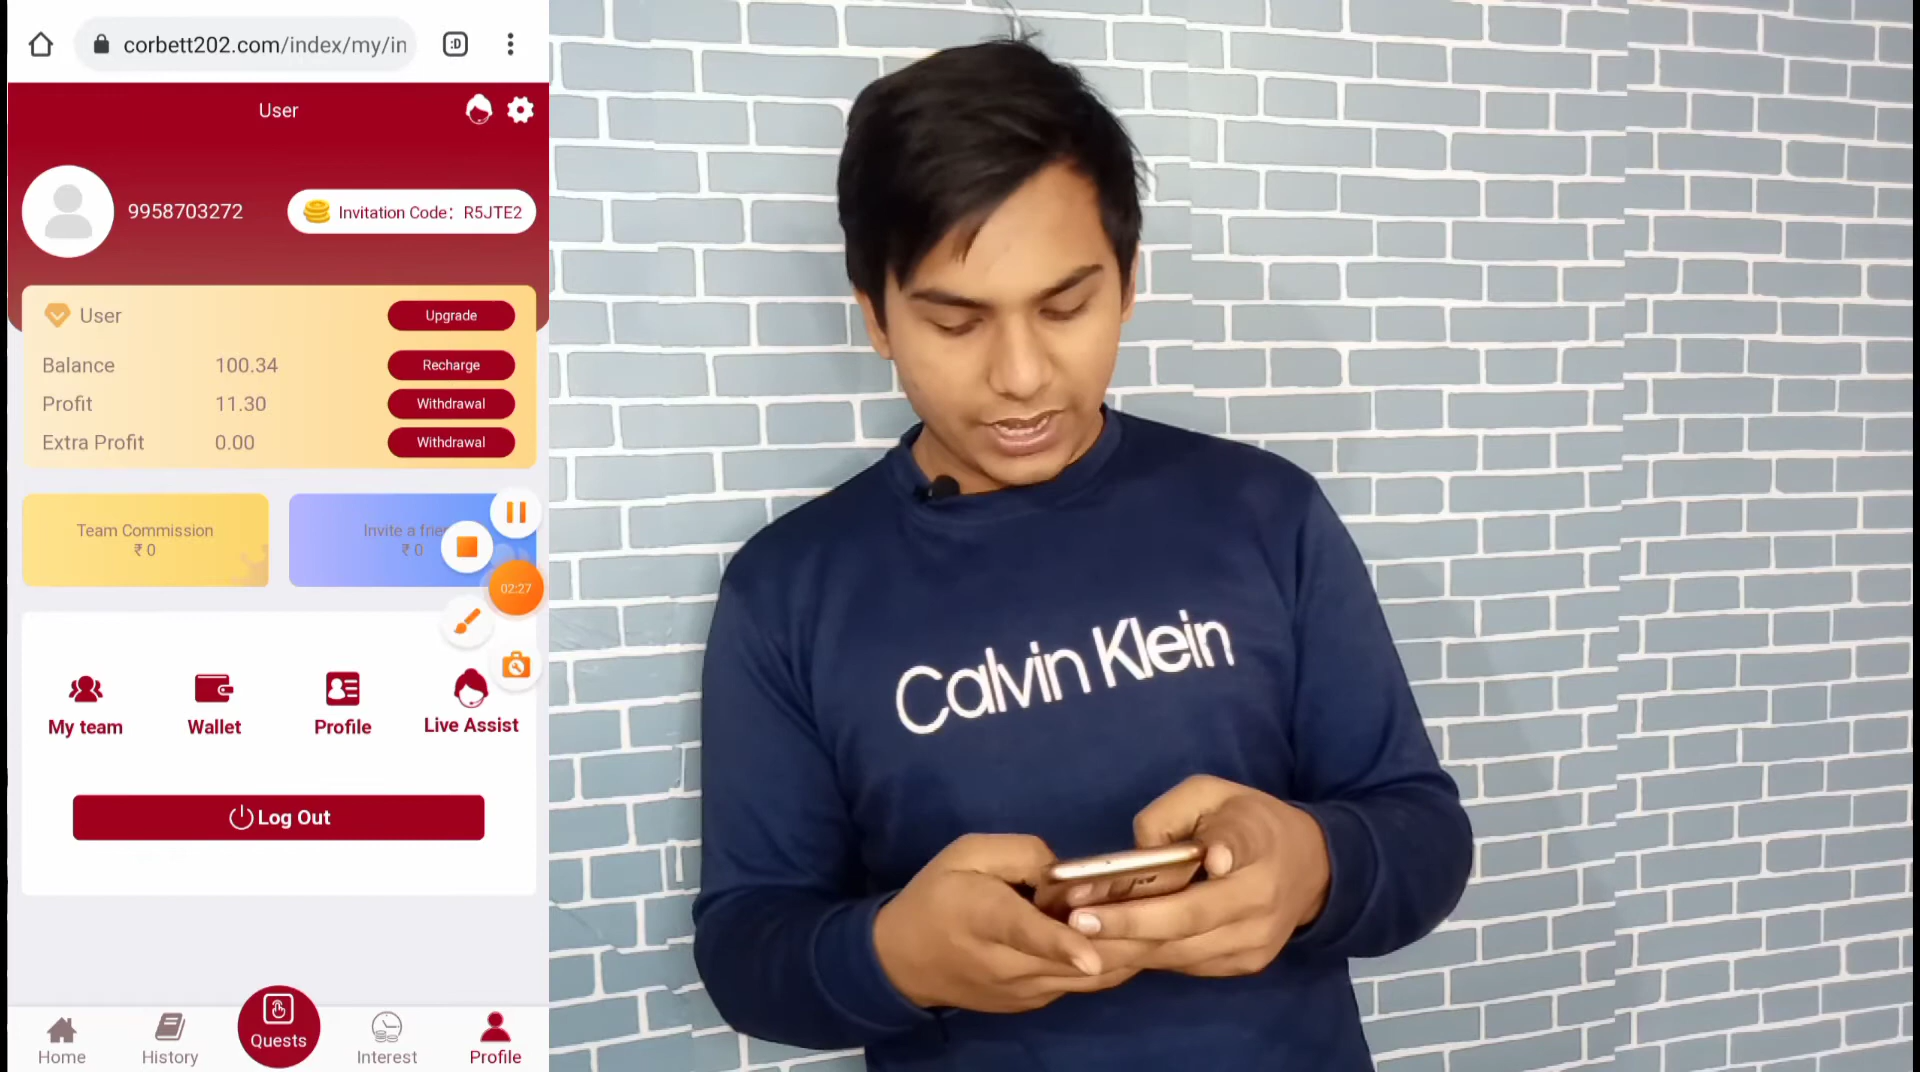 :D
corbett202.com/index/my/in
User
9958703272
Invitation Code： R5JTE2
User
Upgrade
Balance 100.34 Recharge
Profit 11.30 Withdrawal
Extra Profit 0.00 Withdrawal
Team Commission
₹ 0
Invite a frie
₹ 0
02:27
My team
Wallet
Profile
Live Assist
Log Out
Home
History
Quests
Interest
Profile
Calvin Klein